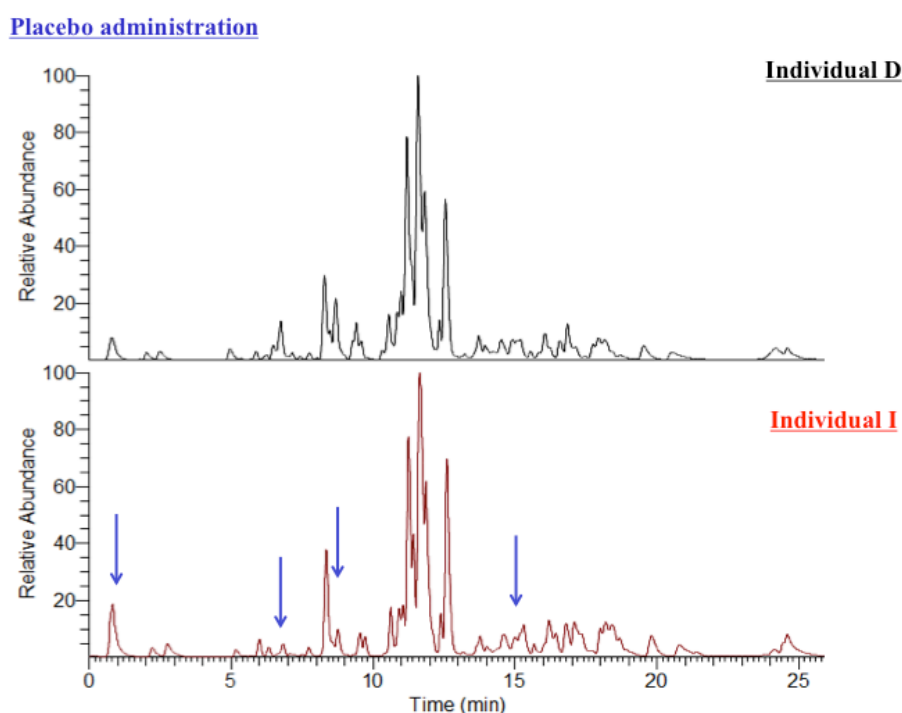 Placebo administration
Individual D
Relative Abundance
100
80
60
40
20
Individual I
Relative Abundance
100
80
60
40
20
0 5 10 15 20 25
Time (min)